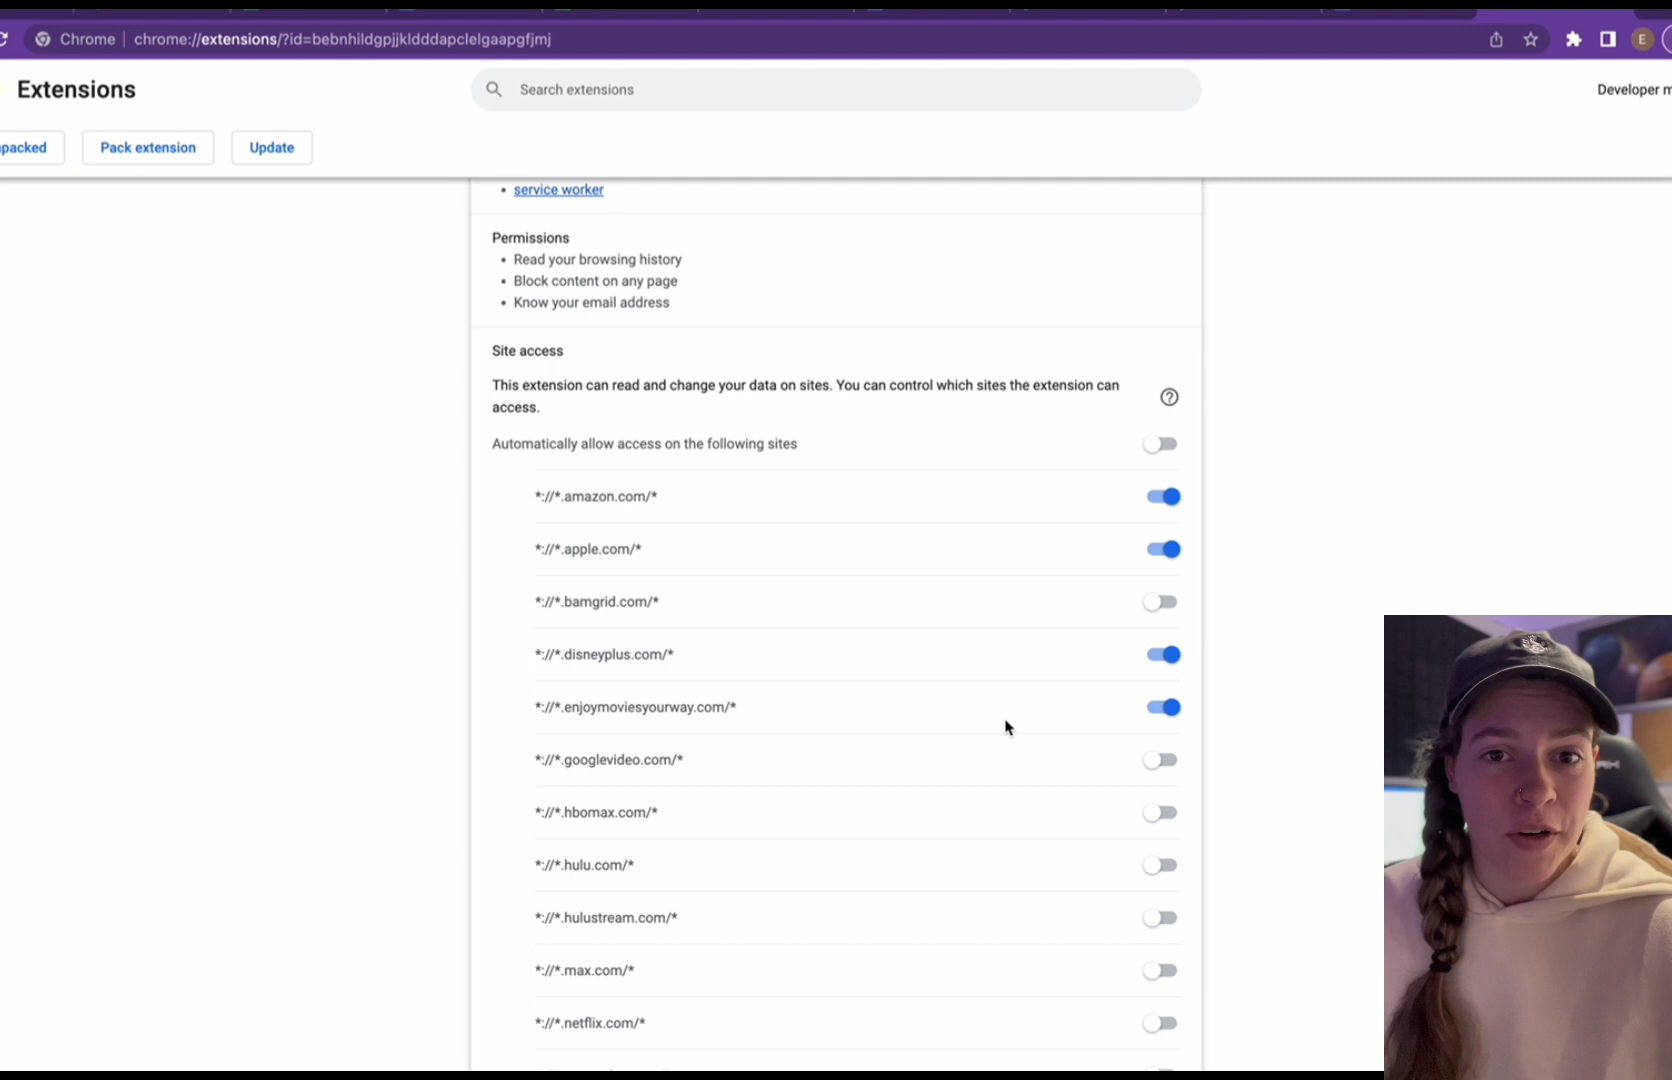 Chrome | chrome://extensions/?id=bebnhildgpjjkldddapclelgaapgfjmj
E
Extensions
Search extensions
Developer m
packed
Pack extension
Update
• service worker
Permissions
• Read your browsing history
• Block content on any page
• Know your email address
Site access
This extension can read and change your data on sites. You can control which sites the extension can
access.
Automatically allow access on the following sites
*://*.amazon.com/*
*://*.apple.com/*
*://*.bamgrid.com/*
*://*.disneyplus.com/*
*://*.enjoymoviesyourway.com/*
*://*.googlevideo.com/*
*://*.hbomax.com/*
*://*.hulu.com/*
*://*.hulustream.com/*
*://*.max.com/*
*://*.netflix.com/*